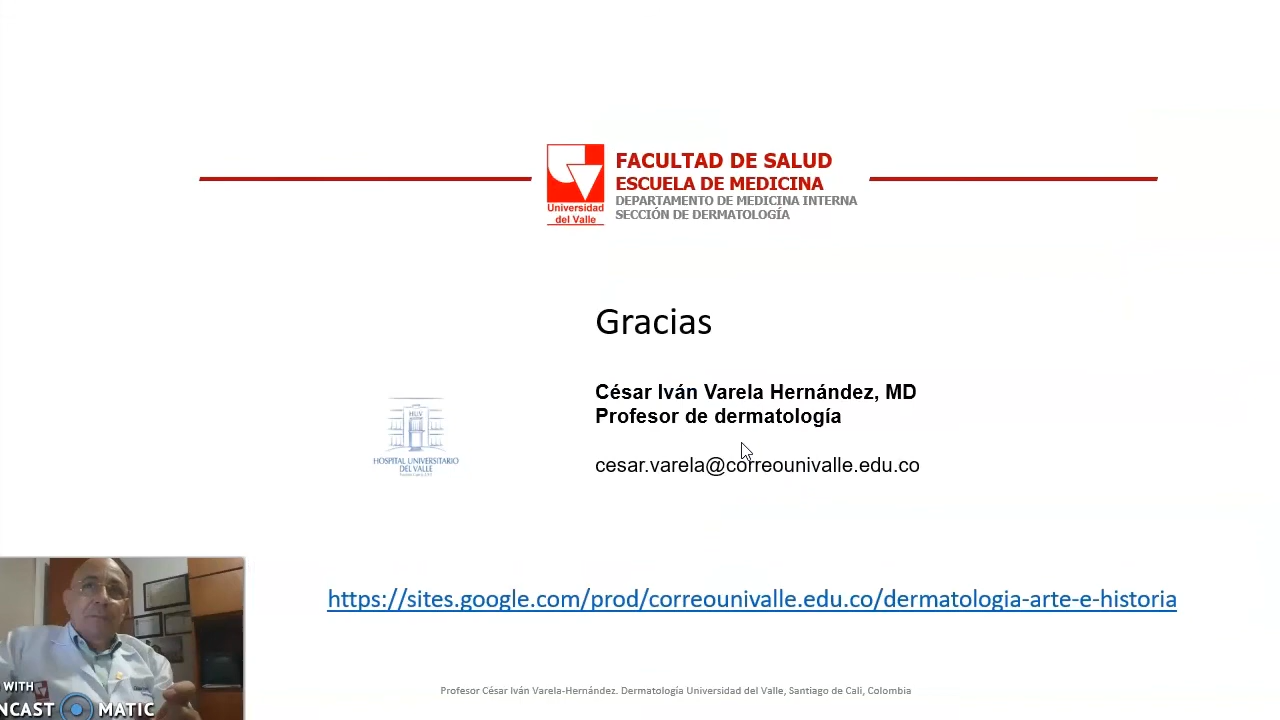 FACULTAD DE SALUD
ESCUELA DE MEDICINA
DEPARTAMENTO DE MEDICINA INTERNA
SECCIÓN DE DERMATOLOGÍA
Universidad
del Valle
Gracias
César Iván Varela Hernández, MD
Profesor de dermatología
HUV
HOSPITAL UNIVERSITARIO
DEL VALLE
cesar.varela@correounivalle.edu.co
https://sites.google.com/prod/correounivalle.edu.co/dermatologia-arte-e-historia
WITH
NCAST MATIC
Profesor César Iván Varela-Hernández. Dermatología Universidad del Valle, Santiago de Cali, Colombia